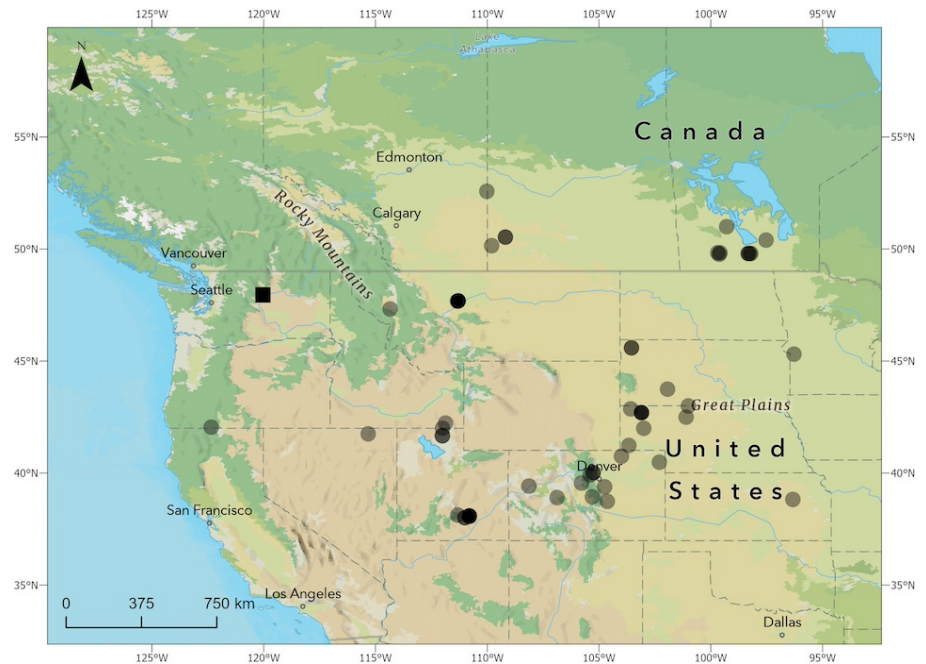 125°W 120°W 115°W 110°W 105°W 100°W 95°W
N
Lake
Athabasca
55°N 55°N
Canada
Edmonton
Rocky Mountains
Calgary
50°N 50°N
Vancouver
Seattle
45°N 45°N
Great Plains
United
States
40°N 40°N
Denver
San Francisco
35°N 35°N
Los Angeles
0 375 750 km
Dallas
125°W 120°W 115°W 110°W 105°W 100°W 95°W